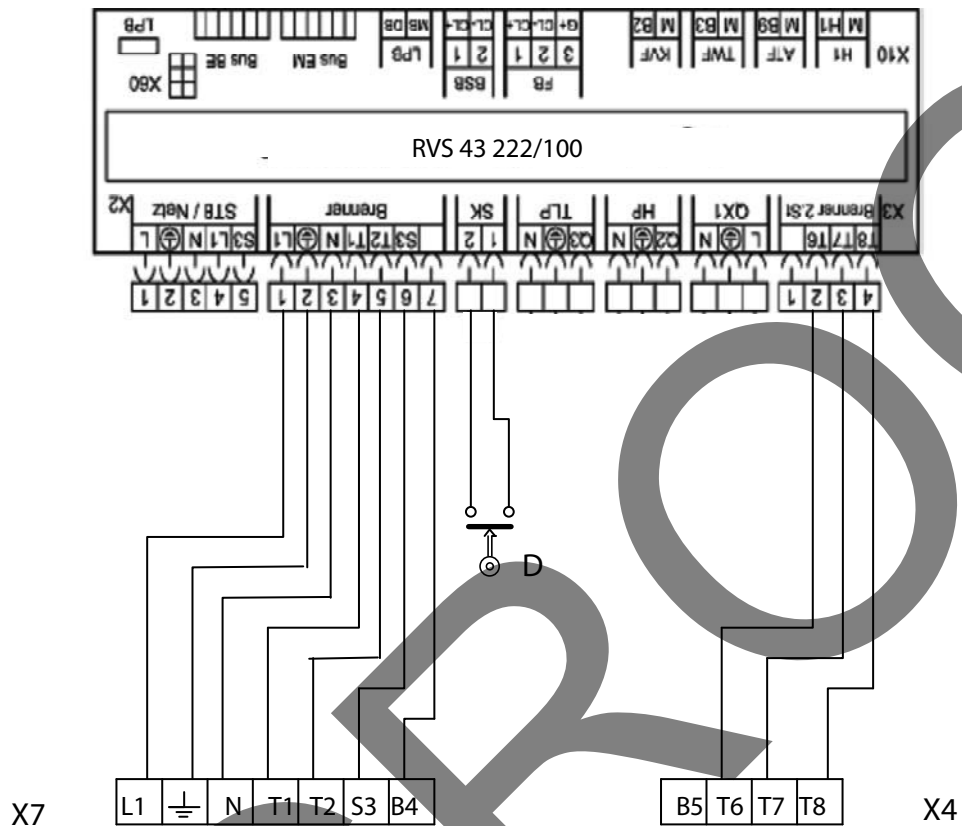 LPB DB MB CL+ CL- CL+ CL- G+ B2 M B3 M B9 M H1 M
Bus BE Bus EM LPB 1 2 1 2 3 KVF TWF ATF H1 X10
X60 BSB FB
RVS 43 222/100
X2 STB / Netz Brenner SK TLP HP QX1 Brenner 2.St X3
L N L1 S3 L1 N T1 T2 S3 2 1 N Q3 N Q2 N L T6 T7 T8
1 2 3 4 5 1 2 3 4 5 6 7 1 2 3 4
D
X7 L1 N T1 T2 S3 B4 B5 T6 T7 T8 X4